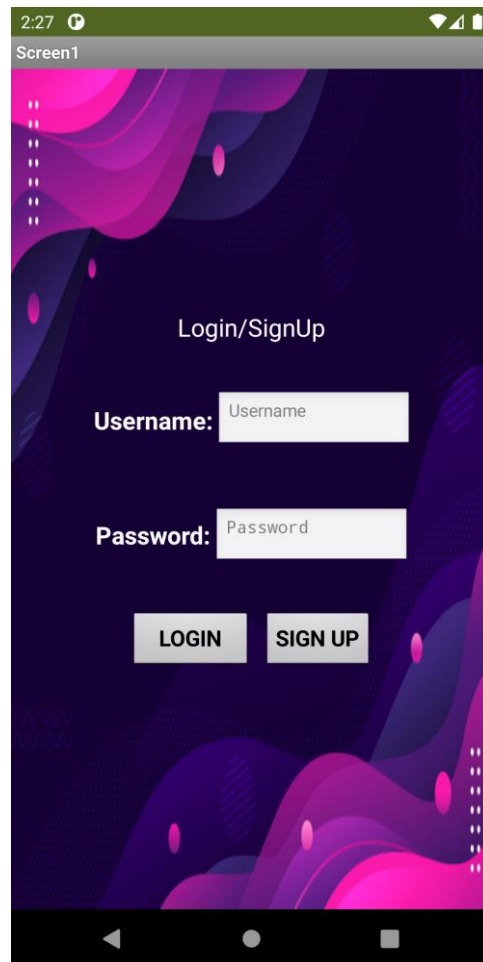 2:27
Screen1
Login/SignUp
Username: Username
Password: Password
LOGIN SIGN UP